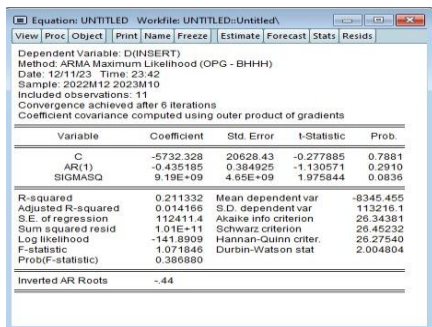 Equation: UNTITLED Workfile: UNTITLED::Untitled\
View Proc Object Print Name Freeze Estimate Forecast Stats Resids
Dependent Variable: D(INSERT)
Method: ARMA Maximum Likelihood (OPG - BHHH)
Date: 12/11/23 Time: 23:42
Sample: 2022M12 2023M10
Included observations: 11
Convergence achieved after 6 iterations
Coefficient covariance computed using outer product of gradients
Variable Coefficient Std. Error t-Statistic Prob.
C -5732.328 20628.43 -0.277885 0.7881
AR(1) -0.435185 0.384925 -1.130571 0.2910
SIGMASQ 9.19E+09 4.65E+09 1.975844 0.0836
R-squared 0.211332 Mean dependent var -8345.455
Adjusted R-squared 0.014166 S.D. dependent var 113216.1
S.E. of regression 112411.4 Akaike info criterion 26.34381
Sum squared resid 1.01E+11 Schwarz criterion 26.45232
Log likelihood -141.8909 Hannan-Quinn criter. 26.27540
F-statistic 1.071846 Durbin-Watson stat 2.004804
Prob(F-statistic) 0.386880
Inverted AR Roots -.44